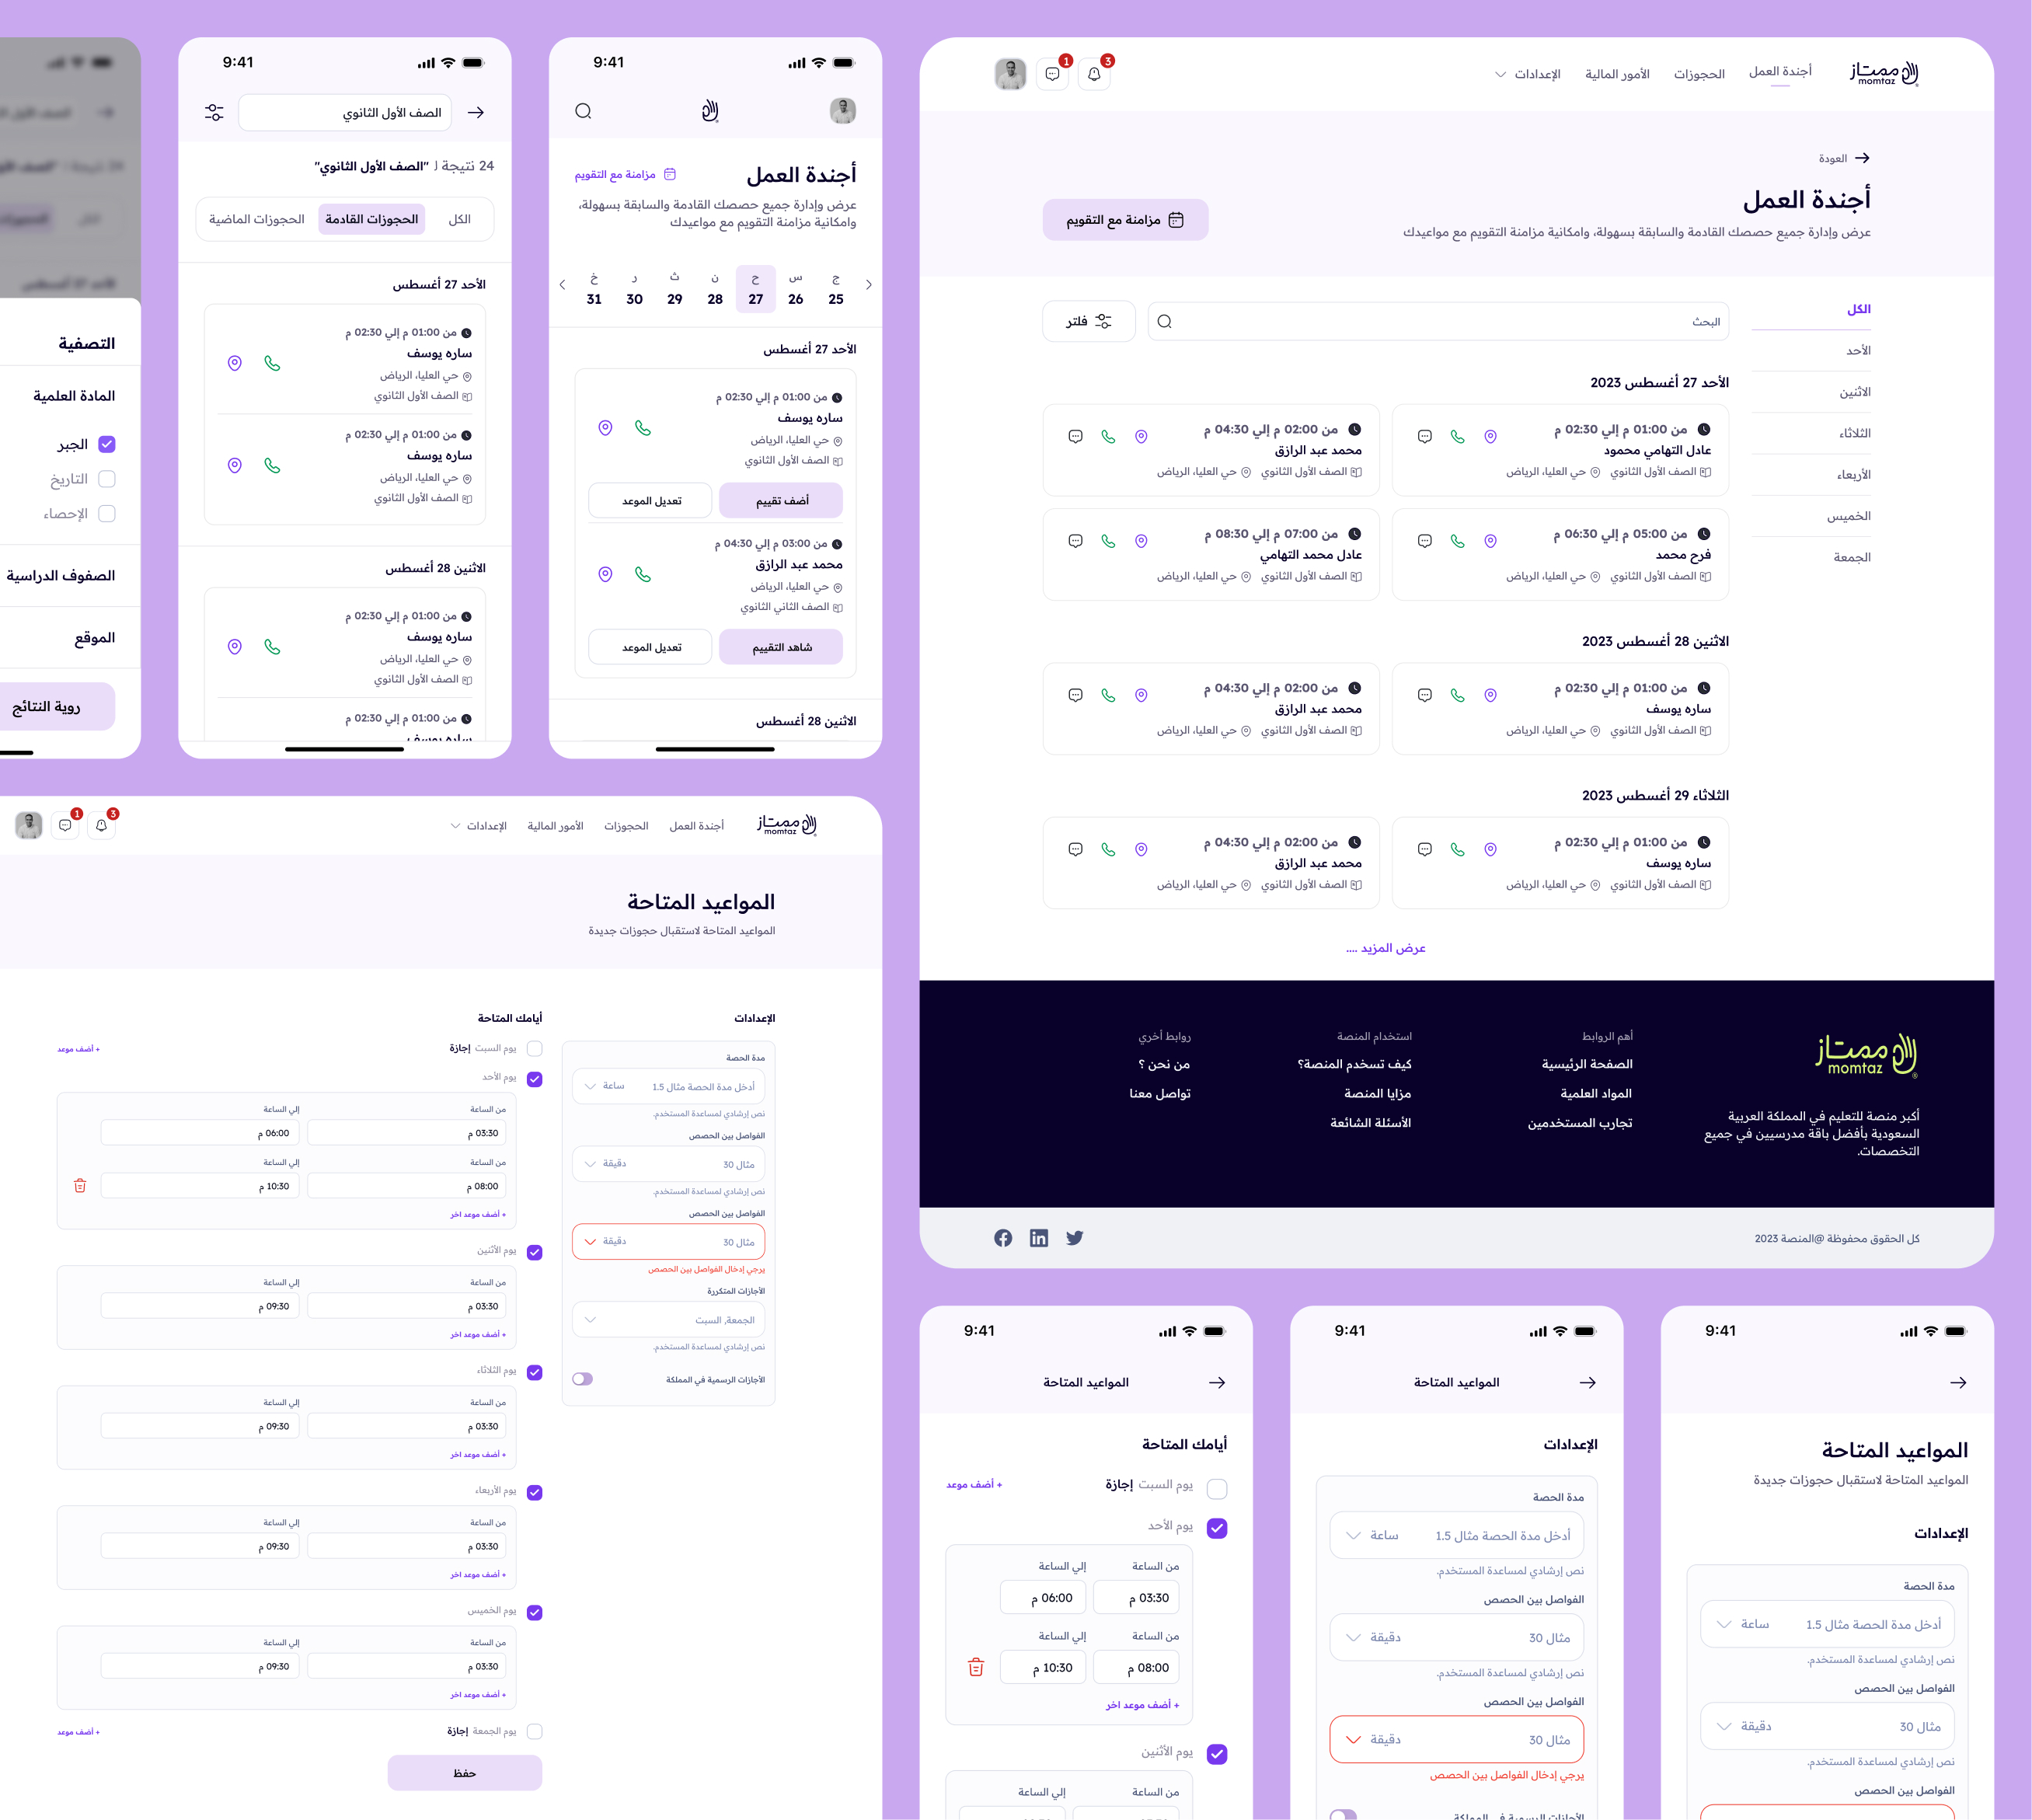 9:41
الصف الأول الثانوي
24 نتيجة لـ "الصف الأول الثانوي"
الكل
الحجوزات القادمة
الحجوزات الماضية
الأحد 27 أغسطس
من 01:00 م إلي 02:30 م
ساره يوسف
حي العليا، الرياض
الصف الأول الثانوي
من 01:00 م إلي 02:30 م
ساره يوسف
حي العليا، الرياض
الصف الأول الثانوي
الاثنين 28 أغسطس
من 01:00 م إلي 02:30 م
ساره يوسف
حي العليا، الرياض
الصف الأول الثانوي
من 01:00 م إلي 02:30 م
ساره يوسف
التصفية
المادة العلمية
الجبر
التاريخ
الإحصاء
الصفوف الدراسية
الموقع
روية النتائج
9:41
أجندة العمل
مزامنة مع التقويم
عرض وإدارة جميع حصصك القادمة والسابقة بسهولة،
وامكانية مزامنة التقويم مع مواعيدك
ج س ح ن ث ر خ
25 26 27 28 29 30 31
الأحد 27 أغسطس
من 01:00 م إلي 02:30 م
ساره يوسف
حي العليا، الرياض
الصف الأول الثانوي
أضف تقييم
تعديل الموعد
من 03:00 م إلي 04:30 م
محمد عبد الرازق
حي العليا، الرياض
الصف الثاني الثانوي
شاهد التقييم
تعديل الموعد
الاثنين 28 أغسطس
ممتاز
momtaz
أجندة العمل
الحجوزات
الأمور المالية
الإعدادات
3
1
العودة
أجندة العمل
عرض وإدارة جميع حصصك القادمة والسابقة بسهولة، وامكانية مزامنة التقويم مع مواعيدك
مزامنة مع التقويم
الكل
الأحد
الاثنين
الثلاثاء
الأربعاء
الخميس
الجمعة
البحث
فلتر
الأحد 27 أغسطس 2023
من 01:00 م إلي 02:30 م
عادل التهامي محمود
الصف الأول الثانوي حي العليا، الرياض
من 02:00 م إلي 04:30 م
محمد عبد الرازق
الصف الأول الثانوي حي العليا، الرياض
من 05:00 م إلي 06:30 م
فرح محمد
الصف الأول الثانوي حي العليا، الرياض
من 07:00 م إلي 08:30 م
عادل محمد التهامي
الصف الأول الثانوي حي العليا، الرياض
الاثنين 28 أغسطس 2023
من 01:00 م إلي 02:30 م
ساره يوسف
الصف الأول الثانوي حي العليا، الرياض
من 02:00 م إلي 04:30 م
محمد عبد الرازق
الصف الأول الثانوي حي العليا، الرياض
الثلاثاء 29 أغسطس 2023
من 01:00 م إلي 02:30 م
ساره يوسف
الصف الأول الثانوي حي العليا، الرياض
من 02:00 م إلي 04:30 م
محمد عبد الرازق
الصف الأول الثانوي حي العليا، الرياض
عرض المزيد ....
ممتاز
momtaz
أكبر منصة للتعليم في المملكة العربية
السعودية بأفضل باقة مدرسيين في جميع
التخصصات.
أهم الروابط
الصفحة الرئيسية
المواد العلمية
تجارب المستخدمين
استخدام المنصة
كيف تسخدم المنصة؟
مزايا المنصة
الأسئلة الشائعة
روابط أخري
من نحن ؟
تواصل معنا
كل الحقوق محفوظة @المنصة 2023
ممتاز
momtaz
أجندة العمل
الحجوزات
الأمور المالية
الإعدادات
3
1
المواعيد المتاحة
المواعيد المتاحة لاستقبال حجوزات جديدة
الإعدادات
مدة الحصة
أدخل مدة الحصة مثال 1.5 ساعة
نص إرشادي لمساعدة المستخدم.
الفواصل بين الحصص
مثال 30 دقيقة
نص إرشادي لمساعدة المستخدم.
الفواصل بين الحصص
مثال 30 دقيقة
يرجي إدخال الفواصل بين الحصص
الأجازات المتكررة
الجمعة, السبت
نص إرشادي لمساعدة المستخدم.
الأجازات الرسمية في المملكة
أيامك المتاحة
يوم السبت إجازة
+ أضف موعد
يوم الأحد
من الساعة إلي الساعة
03:30 م 06:00 م
من الساعة إلي الساعة
08:00 م 10:30 م
+ أضف موعد اخر
يوم الأثنين
من الساعة إلي الساعة
03:30 م 09:30 م
+ أضف موعد اخر
يوم الثلاثاء
من الساعة إلي الساعة
03:30 م 09:30 م
+ أضف موعد اخر
يوم الأربعاء
من الساعة إلي الساعة
03:30 م 09:30 م
+ أضف موعد اخر
يوم الخميس
من الساعة إلي الساعة
03:30 م 09:30 م
+ أضف موعد اخر
يوم الجمعة إجازة
+ أضف موعد
حفظ
9:41
المواعيد المتاحة
المواعيد المتاحة لاستقبال حجوزات جديدة
الإعدادات
مدة الحصة
أدخل مدة الحصة مثال 1.5 ساعة
نص إرشادي لمساعدة المستخدم.
الفواصل بين الحصص
مثال 30 دقيقة
نص إرشادي لمساعدة المستخدم.
الفواصل بين الحصص
9:41
المواعيد المتاحة
الإعدادات
مدة الحصة
أدخل مدة الحصة مثال 1.5 ساعة
نص إرشادي لمساعدة المستخدم.
الفواصل بين الحصص
مثال 30 دقيقة
نص إرشادي لمساعدة المستخدم.
الفواصل بين الحصص
مثال 30 دقيقة
يرجي إدخال الفواصل بين الحصص
الأجازات الرسمية في المملكة
9:41
المواعيد المتاحة
أيامك المتاحة
يوم السبت إجازة
+ أضف موعد
يوم الأحد
من الساعة إلي الساعة
03:30 م 06:00 م
من الساعة إلي الساعة
08:00 م 10:30 م
+ أضف موعد اخر
يوم الأثنين
من الساعة إلي الساعة